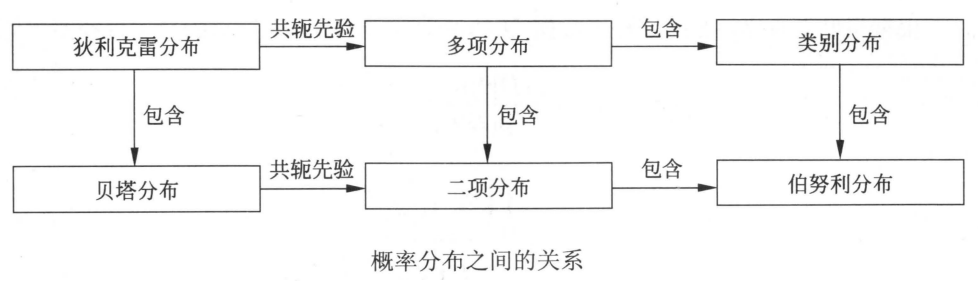 狄利克雷分布 共轭先验 多项分布 包含 类别分布
包含 包含 包含
贝塔分布 共轭先验 二项分布 包含 伯努利分布
概率分布之间的关系